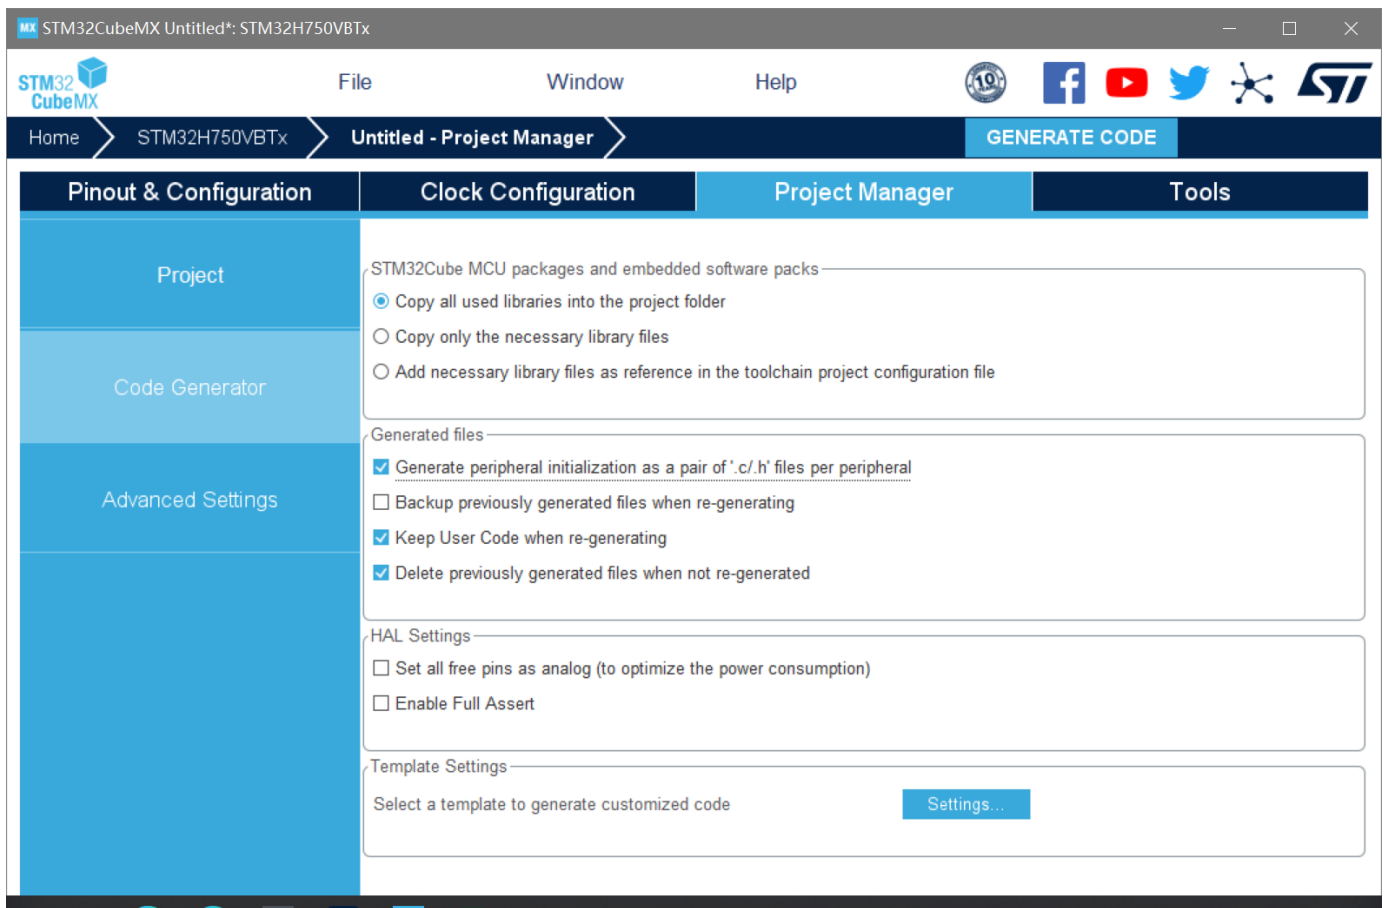 MX STM32CubeMX Untitled*: STM32H750VBTx
STM32
CubeMX
File Window Help
10
ST
Home STM32H750VBTx Untitled - Project Manager GENERATE CODE
Pinout & Configuration Clock Configuration Project Manager Tools
Project
Code Generator
Advanced Settings
STM32Cube MCU packages and embedded software packs
Copy all used libraries into the project folder
Copy only the necessary library files
Add necessary library files as reference in the toolchain project configuration file
Generated files
Generate peripheral initialization as a pair of '.c/.h' files per peripheral
Backup previously generated files when re-generating
Keep User Code when re-generating
Delete previously generated files when not re-generated
HAL Settings
Set all free pins as analog (to optimize the power consumption)
Enable Full Assert
Template Settings
Select a template to generate customized code Settings...